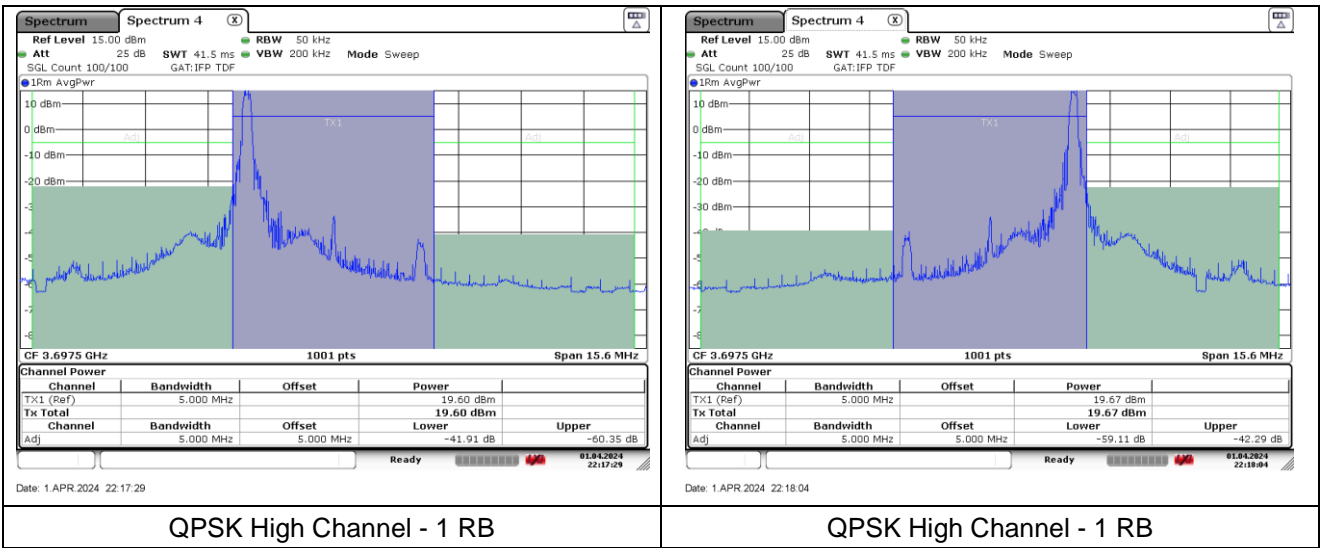 Spectrum Spectrum 4 X
Ref Level 15.00 dBm RBW 50 kHz
Att 25 dB SWT 41.5 ms VBW 200 kHz Mode Sweep
SGL Count 100/100 GAT:IFP TDF
1Rm AvgPwr
10 dBm
0 dBm
Adj TX1 Adj
-10 dBm
-20 dBm
CF 3.6975 GHz 1001 pts Span 15.6 MHz
Channel Power
Channel Bandwidth Offset Power
TX1 (Ref) 5.000 MHz 19.60 dBm
Tx Total 19.60 dBm
Channel Bandwidth Offset Lower Upper
Adj 5.000 MHz 5.000 MHz -41.91 dB -60.35 dB
Ready 01.04.2024
22:17:29
Date: 1.APR.2024 22:17:29
QPSK High Channel - 1 RB
Spectrum Spectrum 4 X
Ref Level 15.00 dBm RBW 50 kHz
Att 25 dB SWT 41.5 ms VBW 200 kHz Mode Sweep
SGL Count 100/100 GAT:IFP TDF
1Rm AvgPwr
10 dBm
0 dBm
Adj TX1 Adj
-10 dBm
-20 dBm
-30 dBm
CF 3.6975 GHz 1001 pts Span 15.6 MHz
Channel Power
Channel Bandwidth Offset Power
TX1 (Ref) 5.000 MHz 19.67 dBm
Tx Total 19.67 dBm
Channel Bandwidth Offset Lower Upper
Adj 5.000 MHz 5.000 MHz -59.11 dB -42.29 dB
Ready 01.04.2024
22:18:04
Date: 1.APR.2024 22:18:04
QPSK High Channel - 1 RB